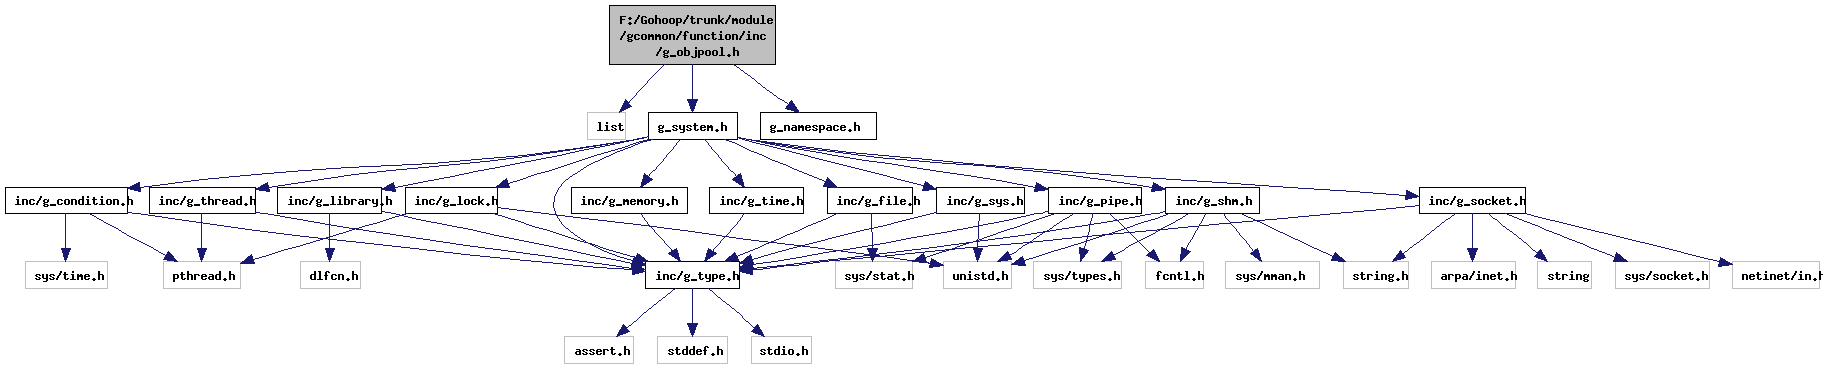 F:/Gohoop/trunk/module
/gcommon/function/inc
/g_objpool.h
list
g_system.h
g_namespace.h
inc/g_condition.h
inc/g_thread.h
inc/g_library.h
inc/g_lock.h
inc/g_memory.h
inc/g_time.h
inc/g_file.h
inc/g_sys.h
inc/g_pipe.h
inc/g_shm.h
inc/g_socket.h
sys/time.h
pthread.h
dlfcn.h
inc/g_type.h
sys/stat.h
unistd.h
sys/types.h
fcntl.h
sys/mman.h
string.h
arpa/inet.h
string
sys/socket.h
netinet/in.h
assert.h
stddef.h
stdio.h